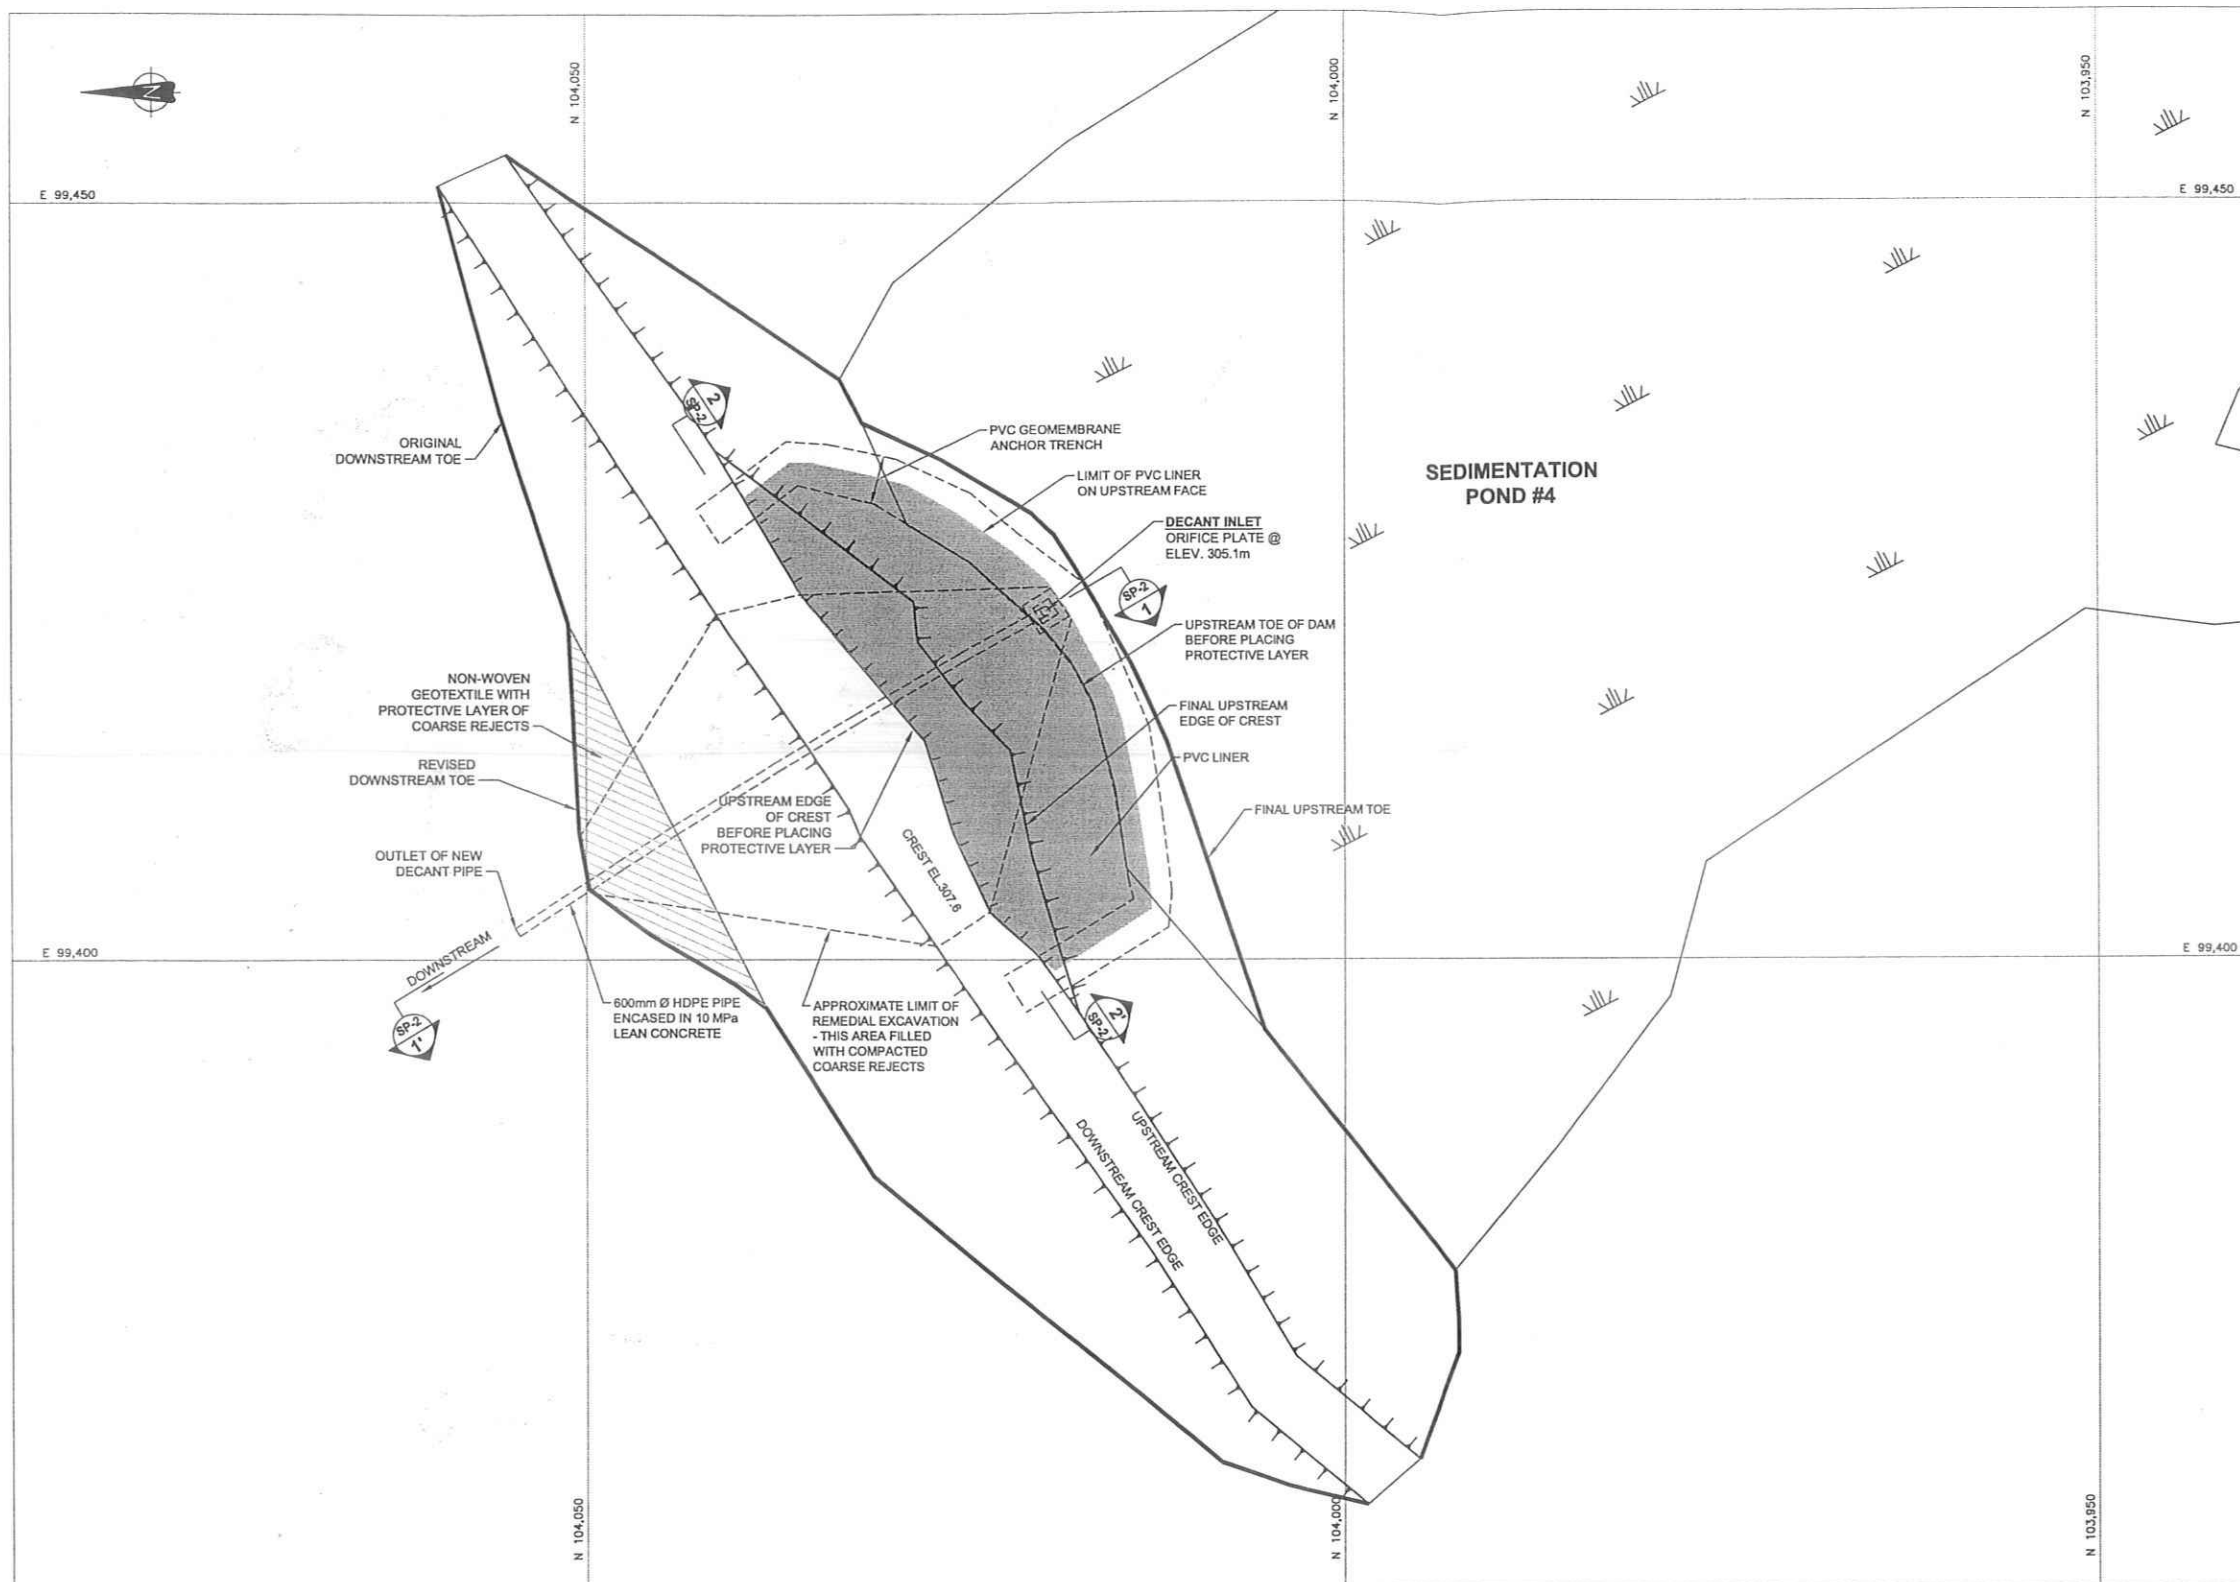 N
N 104,050
N 104,000
N 103,950
E 99,450
E 99,450
2
SP-2
ORIGINAL
DOWNSTREAM TOE
PVC GEOMEMBRANE
ANCHOR TRENCH
LIMIT OF PVC LINER
ON UPSTREAM FACE
SEDIMENTATION
POND #4
DECANT INLET
ORIFICE PLATE @
ELEV. 305.1m
SP-2
1
UPSTREAM TOE OF DAM
BEFORE PLACING
PROTECTIVE LAYER
NON-WOVEN
GEOTEXTILE WITH
PROTECTIVE LAYER OF
COARSE REJECTS
FINAL UPSTREAM
EDGE OF CREST
REVISED
DOWNSTREAM TOE
PVC LINER
UPSTREAM EDGE
OF CREST
BEFORE PLACING
PROTECTIVE LAYER
FINAL UPSTREAM TOE
CREST EL.307.6
OUTLET OF NEW
DECANT PIPE
E 99,400
E 99,400
DOWNSTREAM
SP-2
1'
600mm Ø HDPE PIPE
ENCASED IN 10 MPa
LEAN CONCRETE
APPROXIMATE LIMIT OF
REMEDIAL EXCAVATION
- THIS AREA FILLED
WITH COMPACTED
COARSE REJECTS
2'
SP-2
DOWNSTREAM CREST EDGE
UPSTREAM CREST EDGE
N 104,050
N 104,000
N 103,950